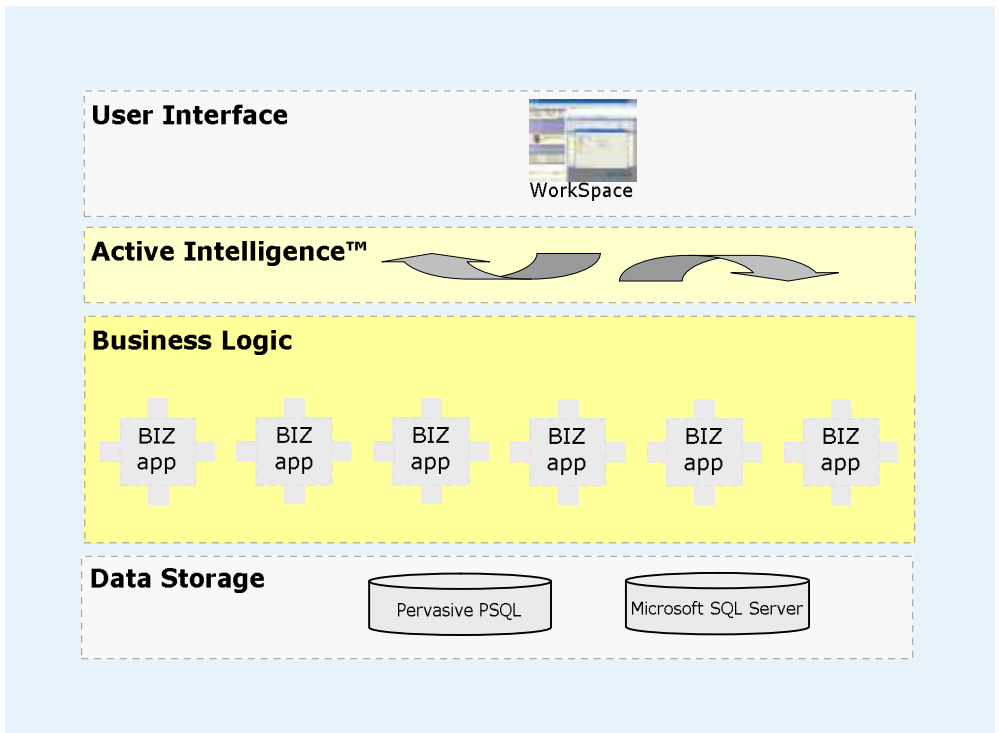 User Interface
WorkSpace
Active Intelligence™
Business Logic
BIZ
app
BIZ
app
BIZ
app
BIZ
app
BIZ
app
BIZ
app
Data Storage
Pervasive PSQL
Microsoft SQL Server